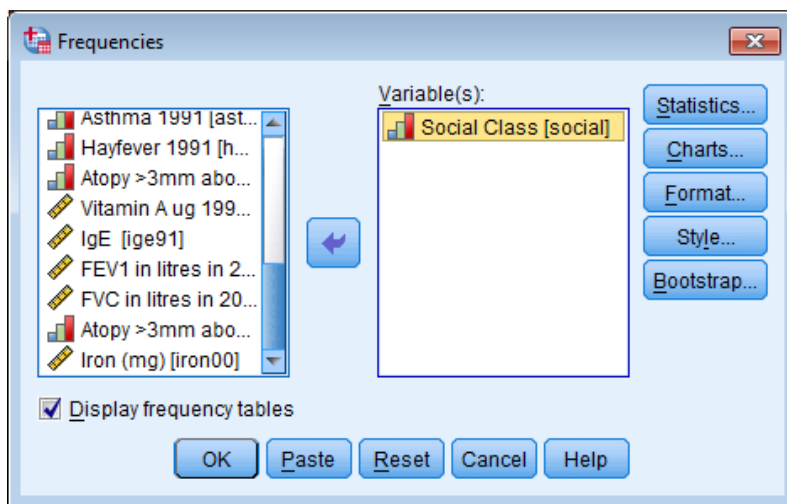 Frequencies
Variable(s):
Asthma 1991 [ast...
Hayfever 1991 [h...
Atopy >3mm abo...
Vitamin A ug 199...
IgE [ige91]
FEV1 in litres in 2...
FVC in litres in 20...
Atopy >3mm abo...
Iron (mg) [iron00]
Social Class [social]
Statistics...
Charts...
Format...
Style...
Bootstrap...
Display frequency tables
OK Paste Reset Cancel Help